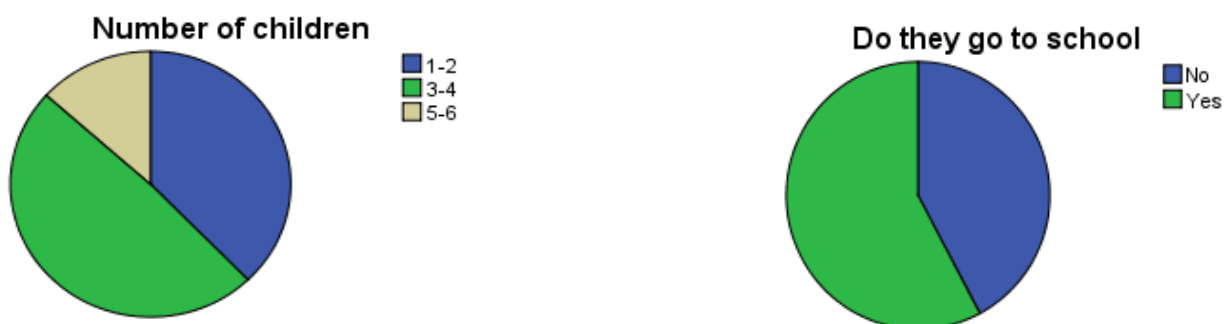 Number of children
1-2
3-4
5-6
Do they go to school
No
Yes